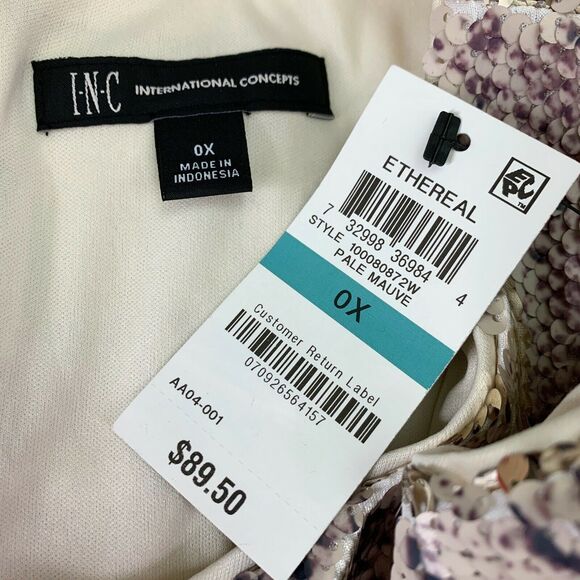 I·N·C INTERNATIONAL CONCEPTS
0X
MADE IN
INDONESIA
ETHEREAL
7 32998 36984 4
STYLE 100080872W
PALE MAUVE
0X
Customer Return Label
070926564157
AA04-001
$89.50